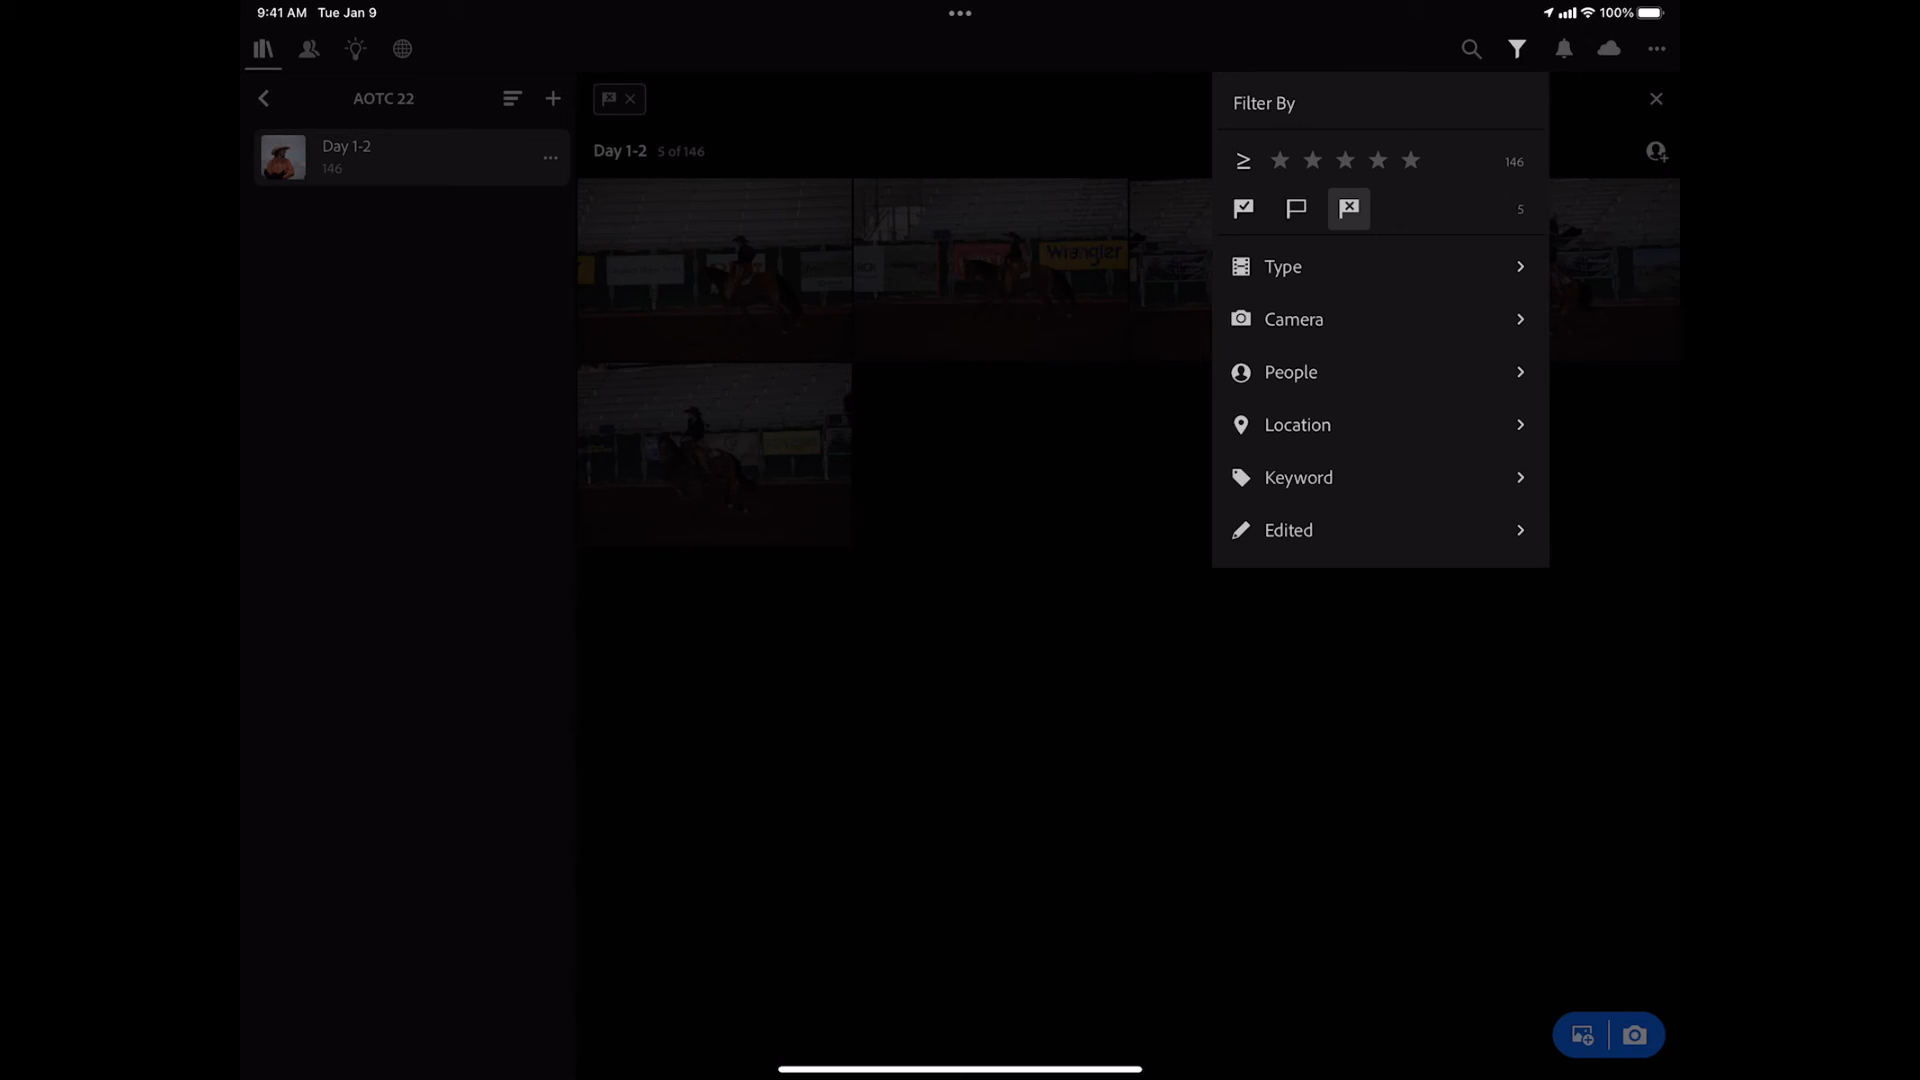 9:41 AM Tue Jan 9
100%
AOTC 22
Filter By
Day 1-2
146
Day 1-2 5 of 146
146
5
Type
Camera
People
Location
Keyword
Edited
Wrangler